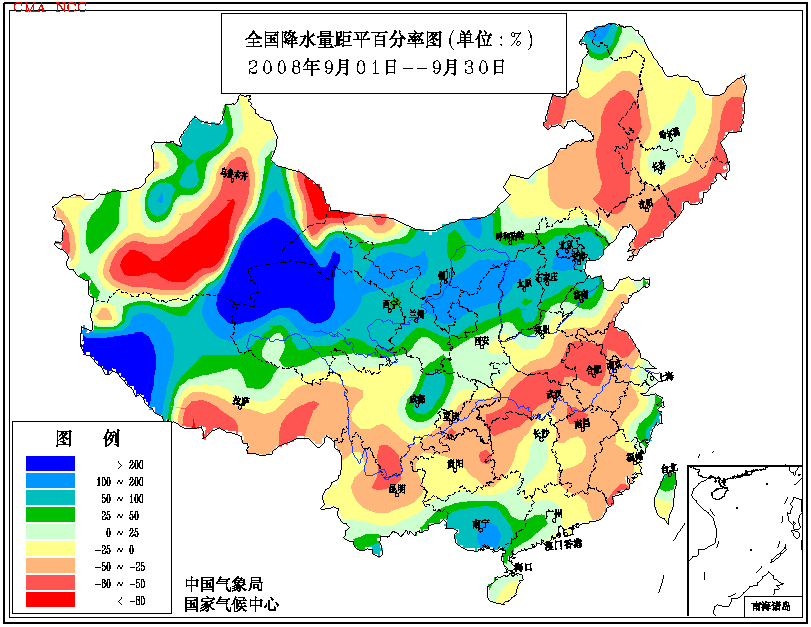 CMA NCC
全国降水量距平百分率图(单位:%)
2008年9月01日--9月30日
哈尔滨
长春
乌鲁木齐
沈阳
呼和浩特
北京
天津
银川
太原
石家庄
西宁
济南
兰州
郑州
西安
合肥
南京
上海
成都
武汉
拉萨
重庆
南昌
长沙
贵阳
福州
台北
昆明
广州
南宁
澳门 香港
海口
图 例
> 200
100 ~ 200
50 ~ 100
25 ~ 50
0 ~ 25
-25 ~ 0
-50 ~ -25
-80 ~ -50
< -80
中国气象局
国家气候中心
南海诸岛